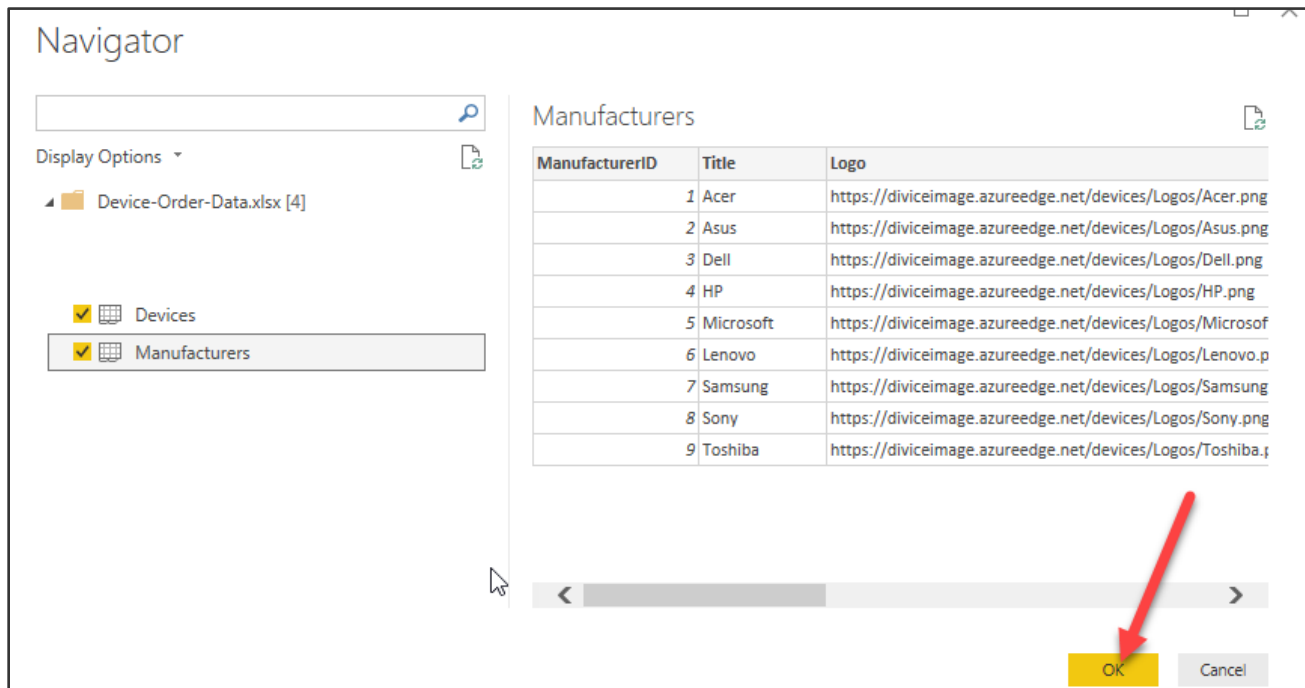 Navigator
Display Options
Device-Order-Data.xlsx [4]
Devices
Manufacturers
Manufacturers
ManufacturerID Title Logo
1 Acer https://diviceimage.azureedge.net/devices/Logos/Acer.png
2 Asus https://diviceimage.azureedge.net/devices/Logos/Asus.png
3 Dell https://diviceimage.azureedge.net/devices/Logos/Dell.png
4 HP https://diviceimage.azureedge.net/devices/Logos/HP.png
5 Microsoft https://diviceimage.azureedge.net/devices/Logos/Microsof
6 Lenovo https://diviceimage.azureedge.net/devices/Logos/Lenovo.p
7 Samsung https://diviceimage.azureedge.net/devices/Logos/Samsung
8 Sony https://diviceimage.azureedge.net/devices/Logos/Sony.png
9 Toshiba https://diviceimage.azureedge.net/devices/Logos/Toshiba.p
OK Cancel